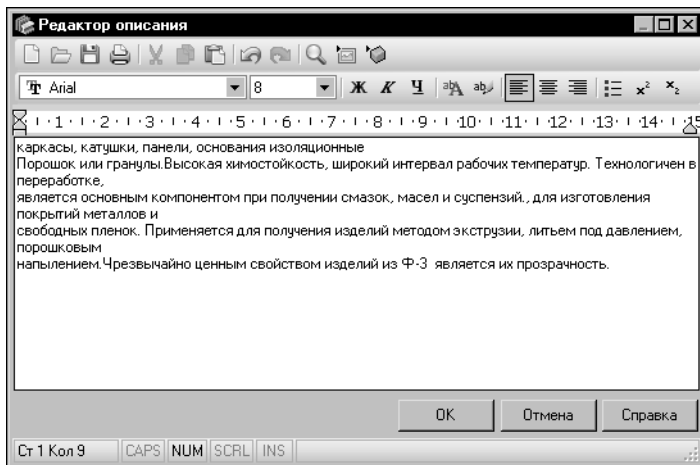 Редактор описания
Arial 8 Ж К Ч x² x₂
1 2 3 4 5 6 7 8 9 10 11 12 13 14 15
каркасы, катушки, панели, основания изоляционные
Порошок или гранулы.Высокая химостойкость, широкий интервал рабочих температур. Технологичен в
переработке,
является основным компонентом при получении смазок, масел и суспензий., для изготовления
покрытий металлов и
свободных пленок. Применяется для получения изделий методом экструзии, литьем под давлением,
порошковым
напылением.Чрезвычайно ценным свойством изделий из Ф-3 является их прозрачность.
OK Отмена Справка
Ст 1 Кол 9 CAPS NUM SCRL INS